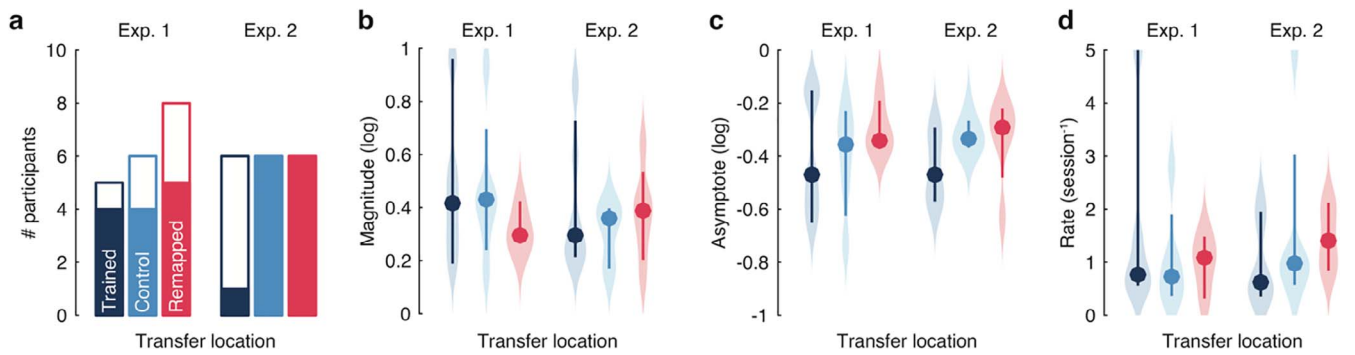 a
Exp. 1
Exp. 2
# participants
10
8
6
4
2
0
Trained
Control
Remapped
Transfer location
b
Exp. 1
Exp. 2
Magnitude (log)
1
0.8
0.6
0.4
0.2
0
Transfer location
c
Exp. 1
Exp. 2
Asymptote (log)
0
-0.2
-0.4
-0.6
-0.8
-1
Transfer location
d
Exp. 1
Exp. 2
Rate (session⁻¹)
5
4
3
2
1
0
Transfer location